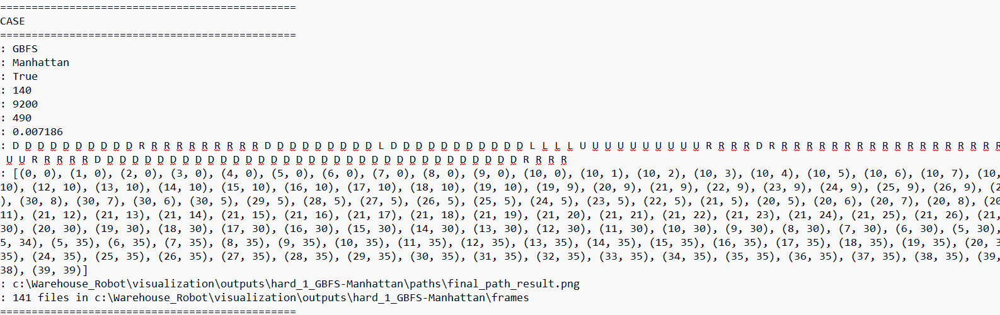 ===============================================
CASE
===============================================
: GBFS
: Manhattan
: True
: 140
: 9200
: 490
: 0.007186
: D D D D D D D D D D R R R R R R R R R R D D D D D D D D D L D D D D D D D D D D D L L L L U U U U U U U U U U R R R R D R R R R R R R R R R R R R R R R R R R
U U R R R R R D D D D D D D D D D D D D D D D D D D D D D D D D D D D D D D D D D R R R R
: [(0, 0), (1, 0), (2, 0), (3, 0), (4, 0), (5, 0), (6, 0), (7, 0), (8, 0), (9, 0), (10, 0), (10, 1), (10, 2), (10, 3), (10, 4), (10, 5), (10, 6), (10, 7), (10,
10), (12, 10), (13, 10), (14, 10), (15, 10), (16, 10), (17, 10), (18, 10), (19, 10), (19, 9), (20, 9), (21, 9), (22, 9), (23, 9), (24, 9), (25, 9), (26, 9), (2
), (30, 8), (30, 7), (30, 6), (30, 5), (29, 5), (28, 5), (27, 5), (26, 5), (25, 5), (24, 5), (23, 5), (22, 5), (21, 5), (20, 5), (20, 6), (20, 7), (20, 8), (20
11), (21, 12), (21, 13), (21, 14), (21, 15), (21, 16), (21, 17), (21, 18), (21, 19), (21, 20), (21, 21), (21, 22), (21, 23), (21, 24), (21, 25), (21, 26), (21,
30), (20, 30), (19, 30), (18, 30), (17, 30), (16, 30), (15, 30), (14, 30), (13, 30), (12, 30), (11, 30), (10, 30), (9, 30), (8, 30), (7, 30), (6, 30), (5, 30),
5, 34), (5, 35), (6, 35), (7, 35), (8, 35), (9, 35), (10, 35), (11, 35), (12, 35), (13, 35), (14, 35), (15, 35), (16, 35), (17, 35), (18, 35), (19, 35), (20, 3
35), (24, 35), (25, 35), (26, 35), (27, 35), (28, 35), (29, 35), (30, 35), (31, 35), (32, 35), (33, 35), (34, 35), (35, 35), (36, 35), (37, 35), (38, 35), (39,
38), (39, 39)]
: c:\Warehouse_Robot\visualization\outputs\hard_1_GBFS-Manhattan\paths\final_path_result.png
: 141 files in c:\Warehouse_Robot\visualization\outputs\hard_1_GBFS-Manhattan\frames
===============================================